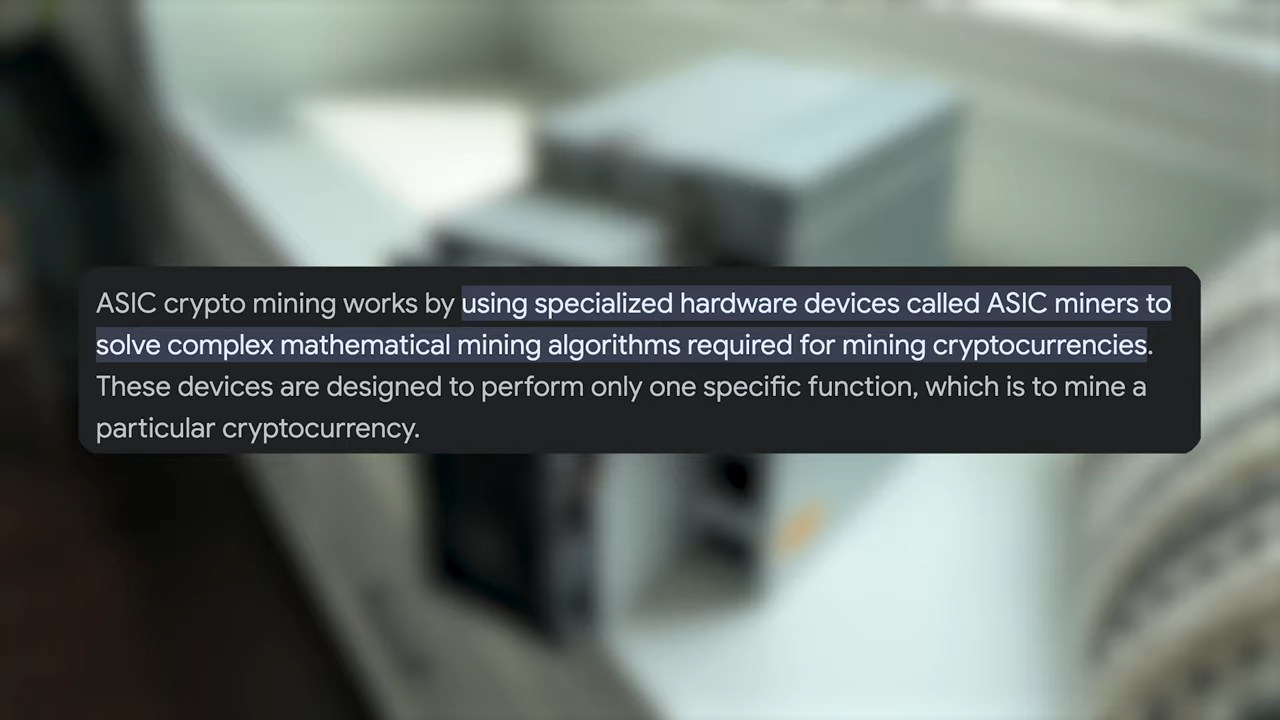 ASIC crypto mining works by using specialized hardware devices called ASIC miners to
solve complex mathematical mining algorithms required for mining cryptocurrencies.
These devices are designed to perform only one specific function, which is to mine a
particular cryptocurrency.